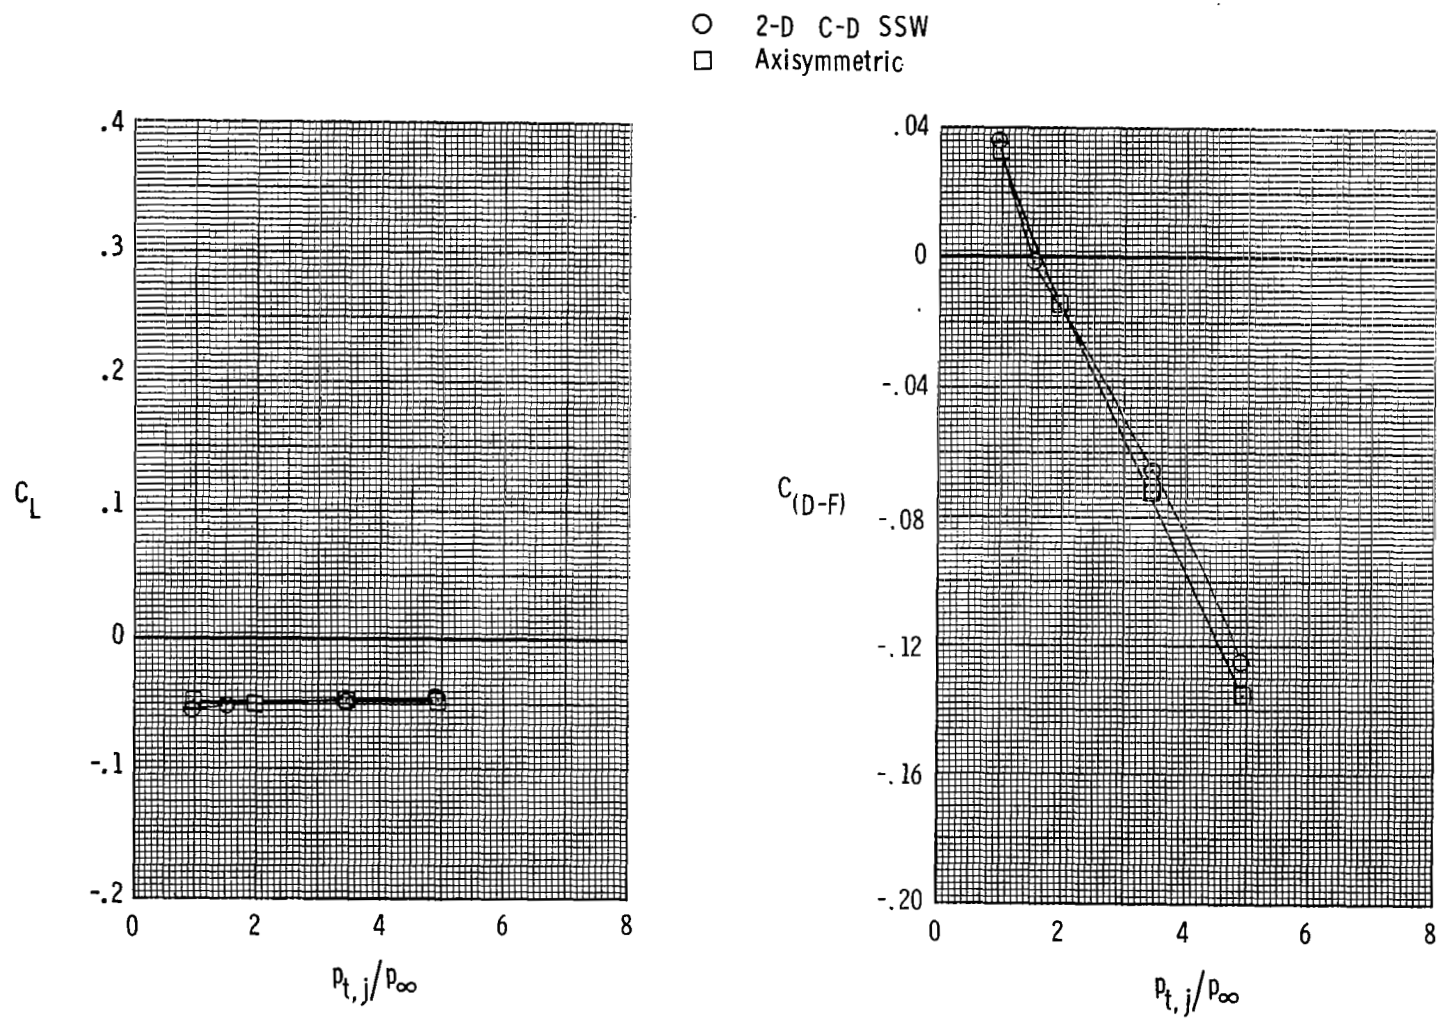 2-D C-D SSW
Axisymmetric
.4
.3
.2
.1
0
-.1
-.2
C_L
0 2 4 6 8
p_t,j/p_∞
.04
0
-.04
-.08
-.12
-.16
-.20
C_(D-F)
0 2 4 6 8
p_t,j/p_∞